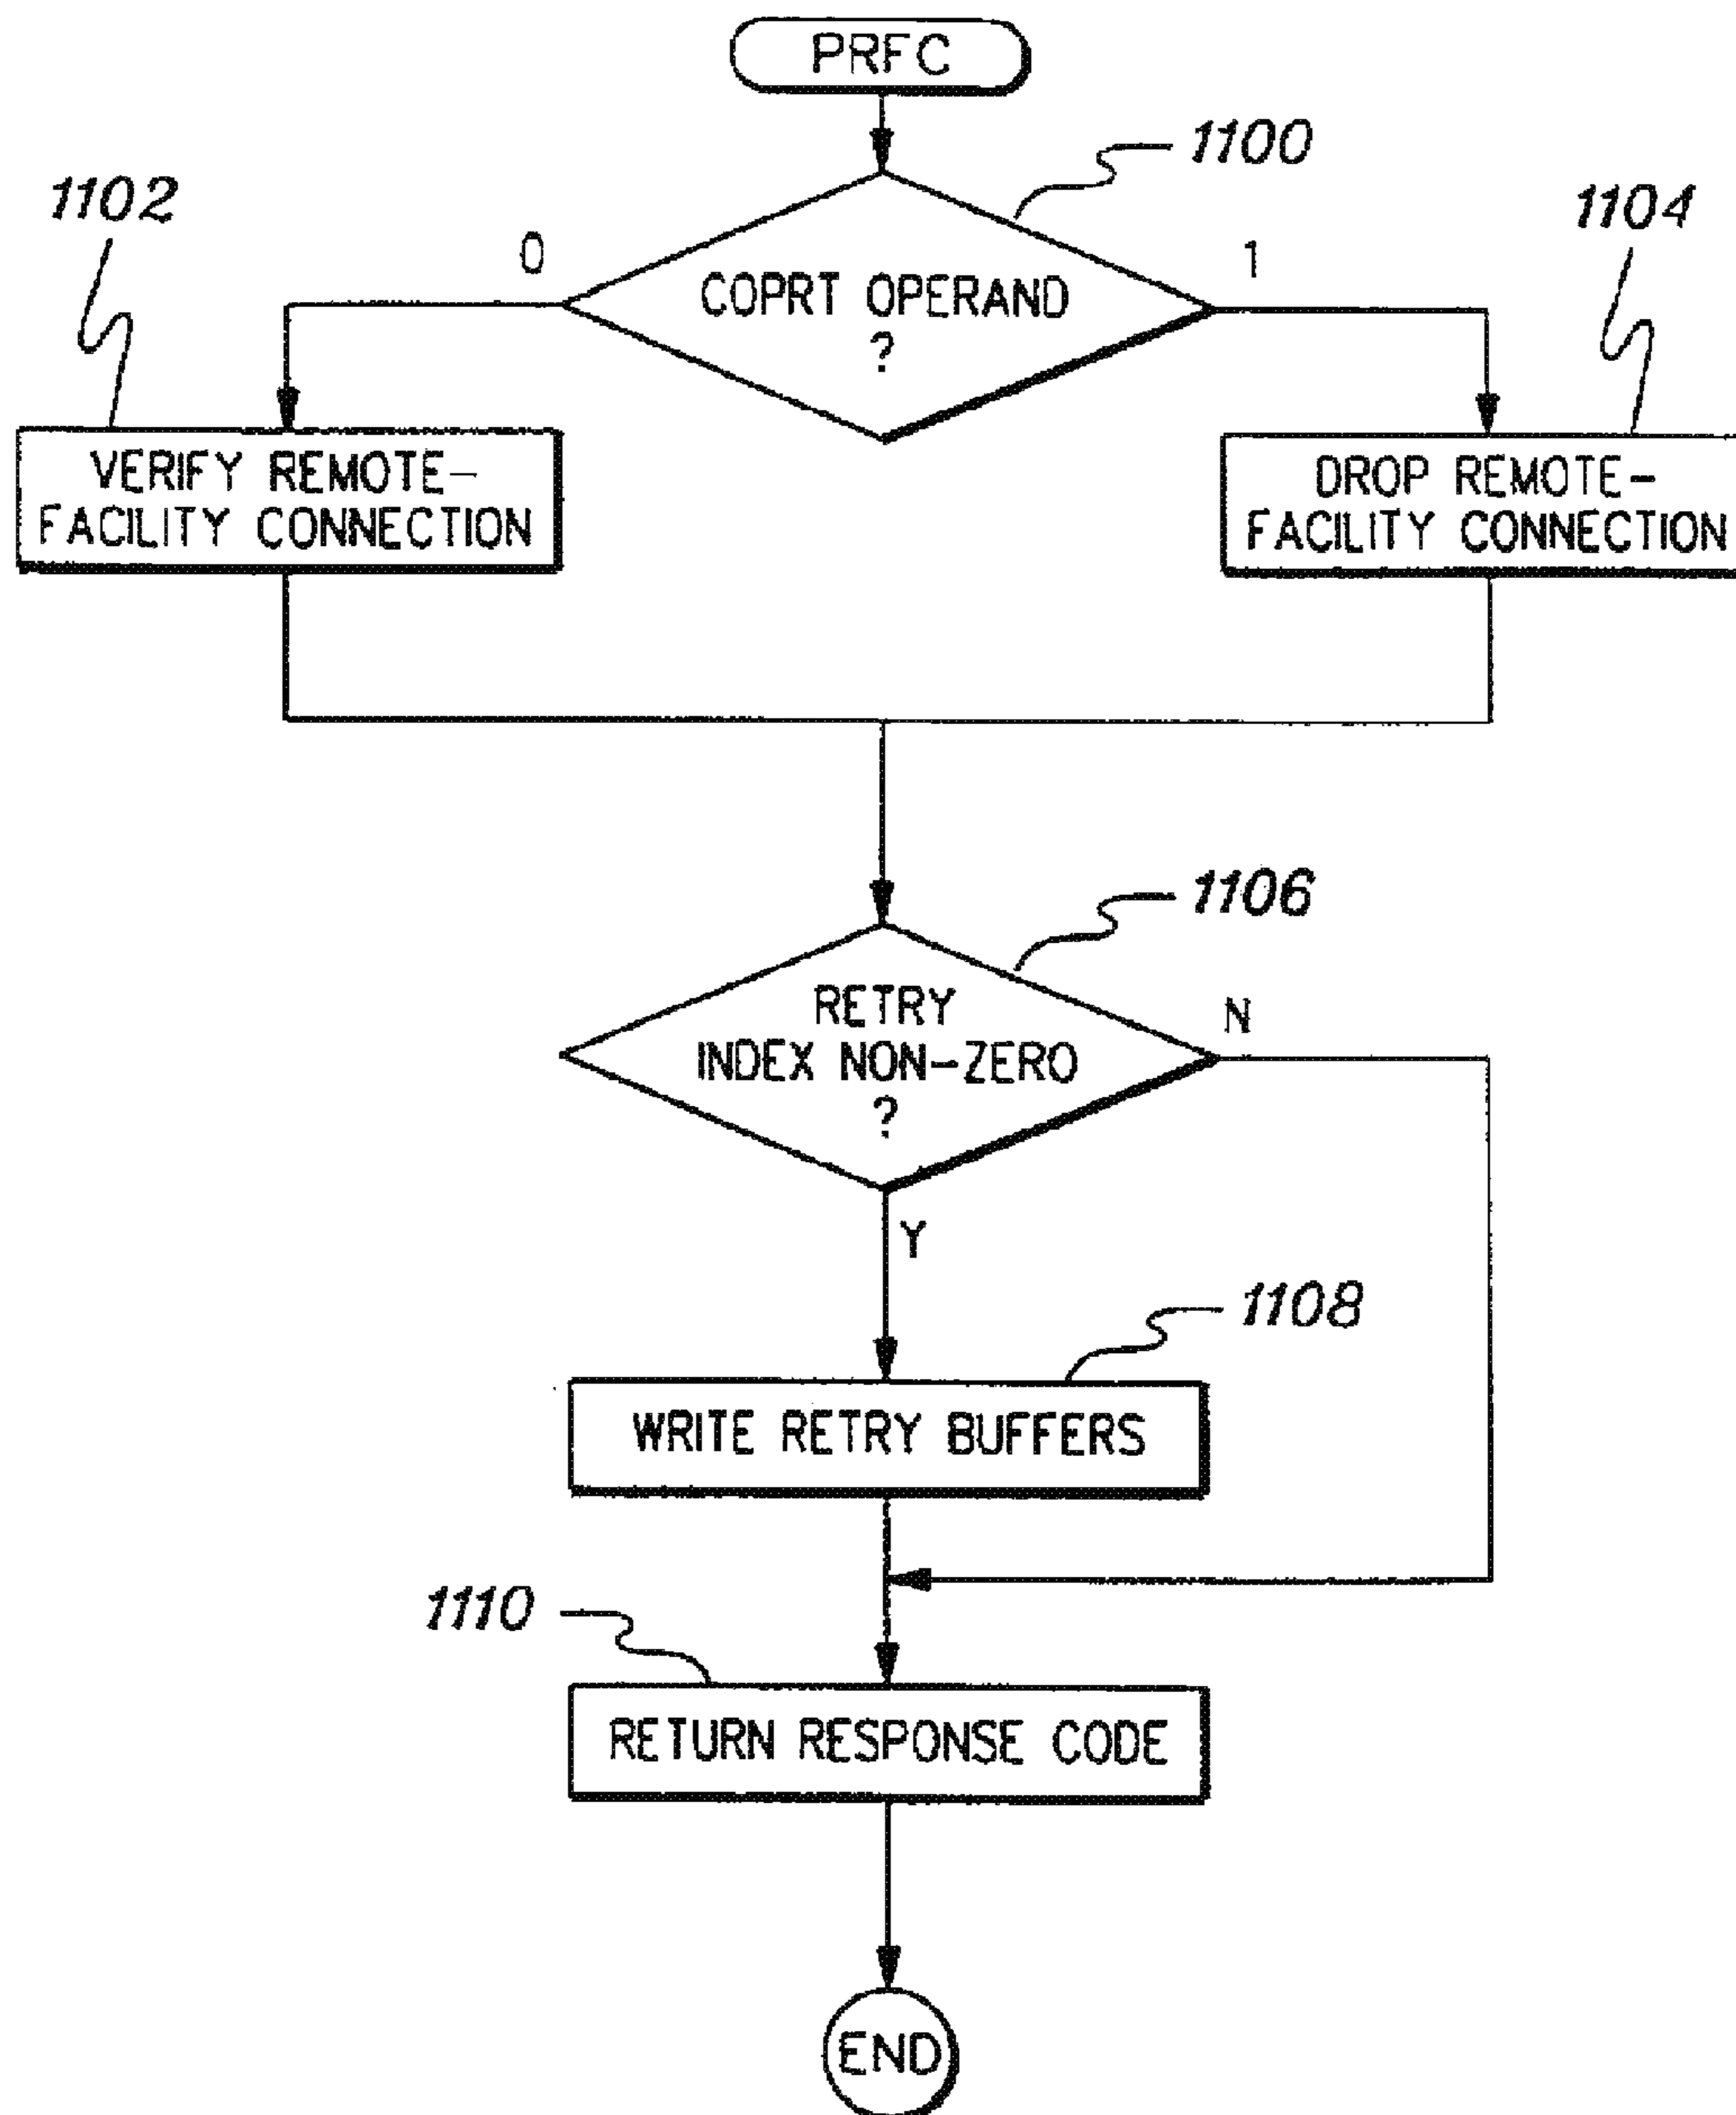 PRFC
1100
1102
0
1
1104
COPRT OPERAND
?
VERIFY REMOTE-
FACILITY CONNECTION
DROP REMOTE-
FACILITY CONNECTION
1106
RETRY
INDEX NON-ZERO
?
N
Y
1108
WRITE RETRY BUFFERS
1110
RETURN RESPONSE CODE
END